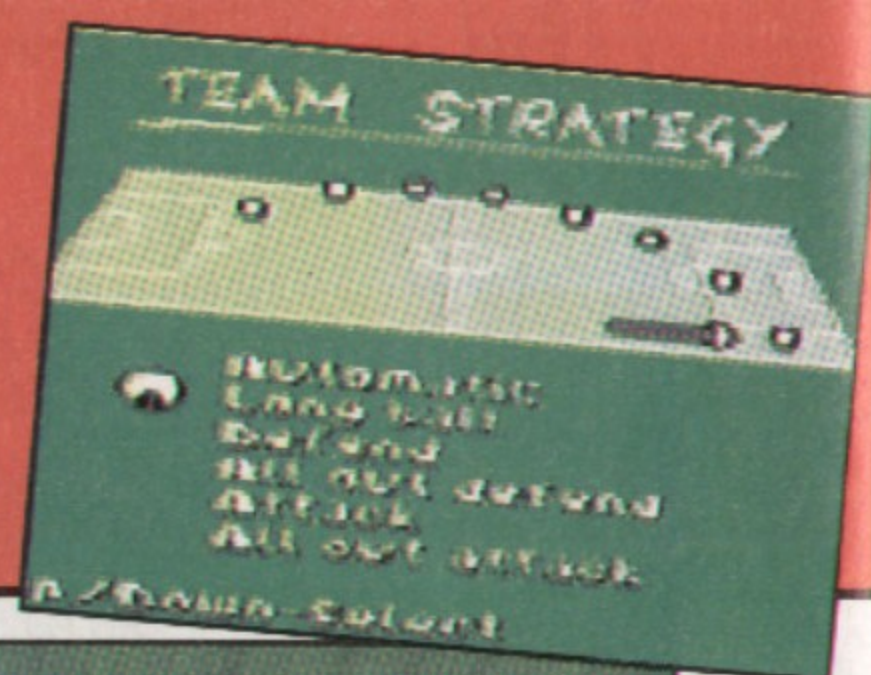 TEAM STRATEGY
Automatic
Long ball
Defend
All out defend
Attack
All out attack
/Down-Select